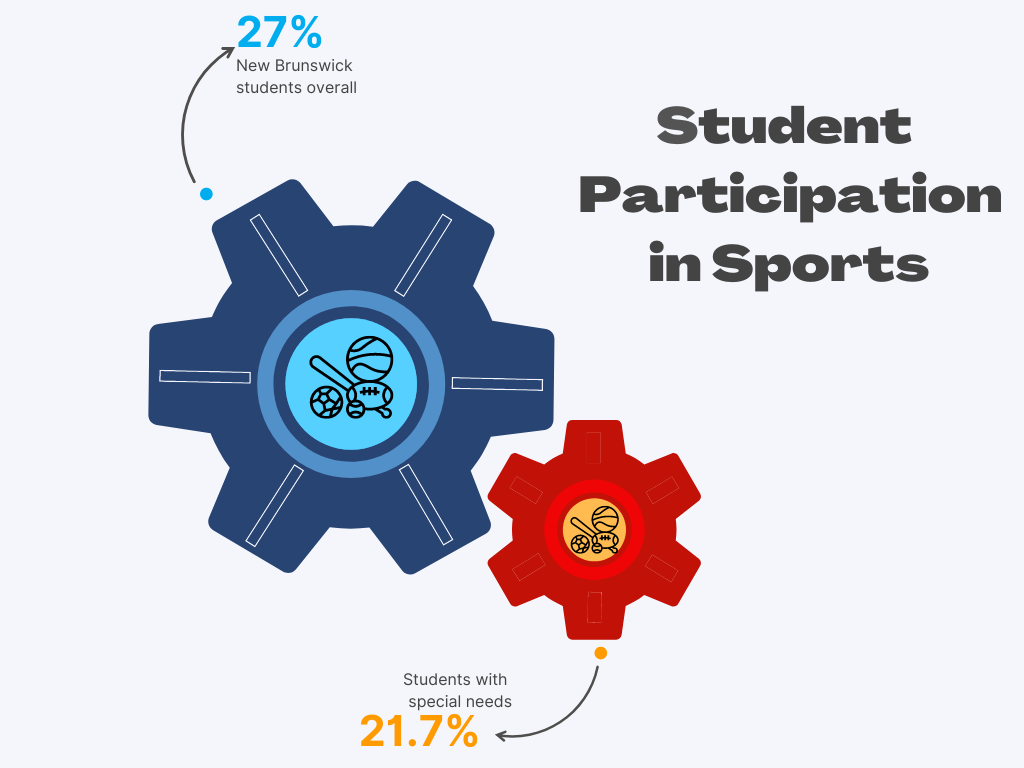 27%
New Brunswick
students overall
Student
Participation
in Sports
Students with
special needs
21.7%